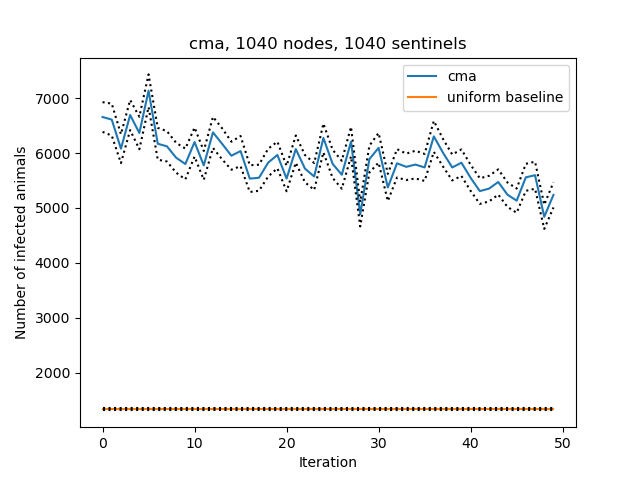 cma, 1040 nodes, 1040 sentinels
cma
uniform baseline
Number of infected animals
7000
6000
5000
4000
3000
2000
0 10 20 30 40 50
Iteration